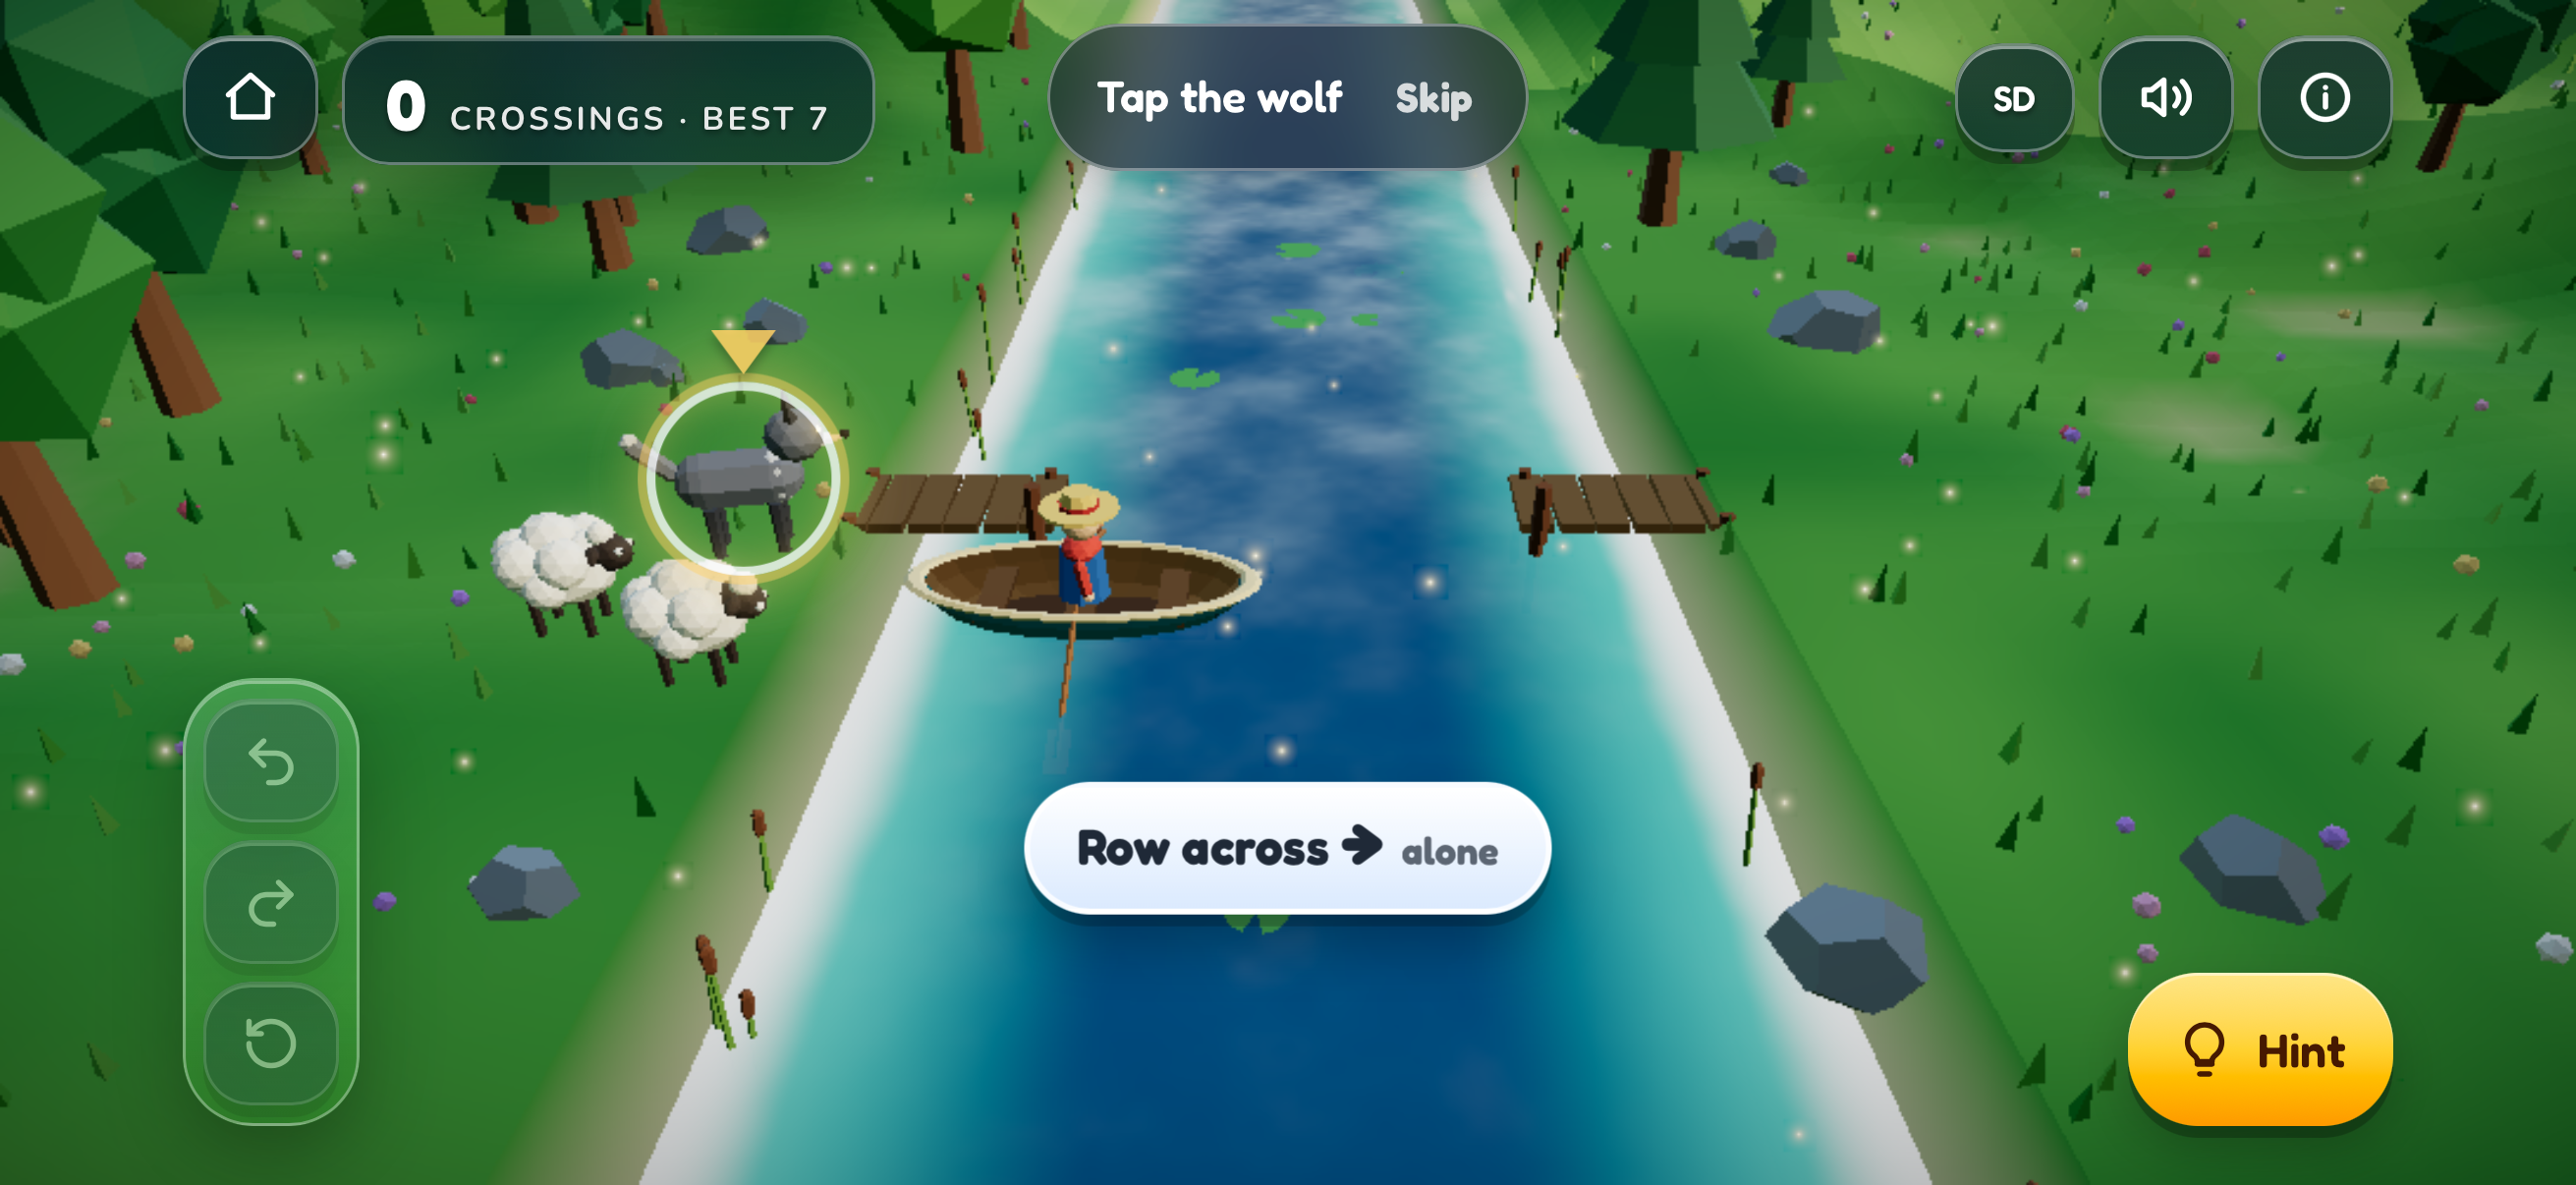 0 CROSSINGS · BEST 7
Tap the wolf Skip
SD
Row across → alone
Hint